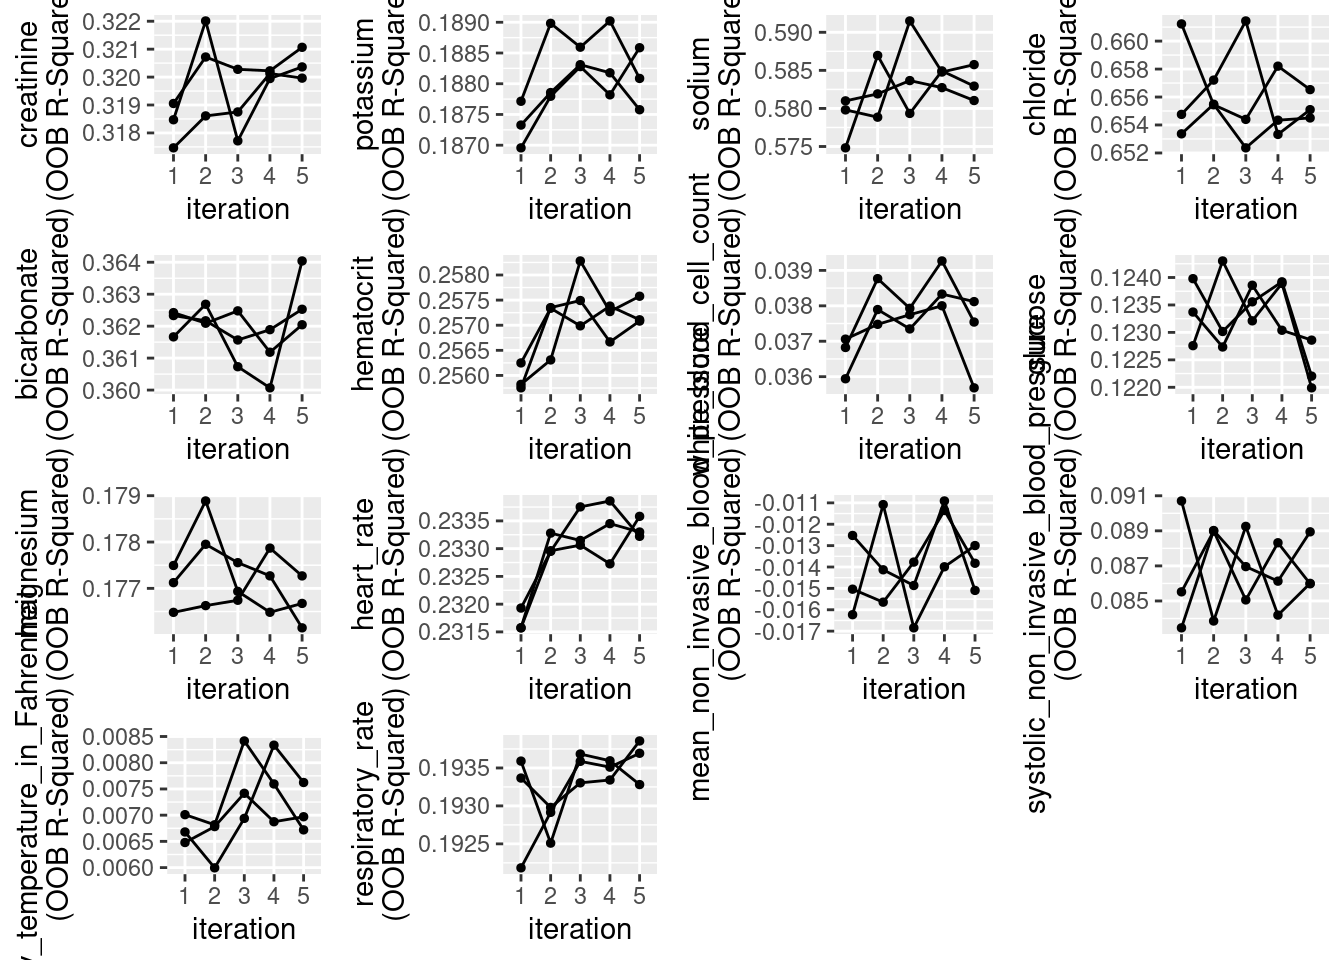 creatinine
(OOB R-Square
0.322
0.321
0.320
0.319
0.318
1 2 3 4 5
iteration
potassium
(OOB R-Square
0.1890
0.1885
0.1880
0.1875
0.1870
1 2 3 4 5
iteration
sodium
(OOB R-Square
0.590
0.585
0.580
0.575
1 2 3 4 5
iteration
chloride
(OOB R-Square
0.660
0.658
0.656
0.654
0.652
1 2 3 4 5
iteration
bicarbonate
(OOB R-Squared)
0.364
0.363
0.362
0.361
0.360
1 2 3 4 5
iteration
hematocrit
(OOB R-Squared)
0.2580
0.2575
0.2570
0.2565
0.2560
1 2 3 4 5
iteration
white_blood_cell_count
(OOB R-Squared)
0.039
0.038
0.037
0.036
1 2 3 4 5
iteration
glucose
(OOB R-Squared)
0.1240
0.1235
0.1230
0.1225
0.1220
1 2 3 4 5
iteration
magnesium
(OOB R-Squared)
0.179
0.178
0.177
1 2 3 4 5
iteration
heart_rate
(OOB R-Squared)
0.2335
0.2330
0.2325
0.2320
0.2315
1 2 3 4 5
iteration
mean_non_invasive_blood_pressure
(OOB R-Squared)
-0.011
-0.012
-0.013
-0.014
-0.015
-0.016
-0.017
1 2 3 4 5
iteration
systolic_non_invasive_blood_pressure
(OOB R-Squared)
0.091
0.089
0.087
0.085
1 2 3 4 5
iteration
y_temperature_in_Fahrenheit
(OOB R-Squared)
0.0085
0.0080
0.0075
0.0070
0.0065
0.0060
1 2 3 4 5
iteration
respiratory_rate
(OOB R-Squared)
0.1935
0.1930
0.1925
1 2 3 4 5
iteration